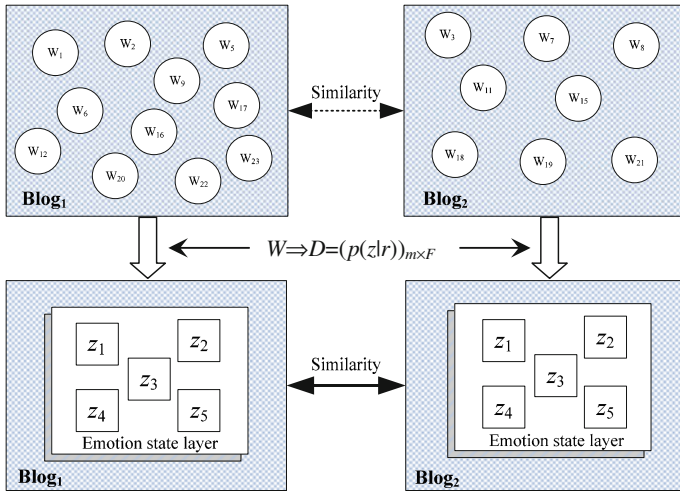 W₁
W₂
W₅
W₉
W₆
W₁₇
W₁₆
W₁₂
W₂₃
W₂₀
W₂₂
Blog₁
Similarity
W₃
W₇
W₈
W₁₁
W₁₅
W₁₈
W₁₉
W₂₁
Blog₂
W⇒D=(p(z|r))ₘ×F
z₁
z₂
z₃
z₄
z₅
Emotion state layer
Blog₁
Similarity
z₁
z₂
z₃
z₄
z₅
Emotion state layer
Blog₂